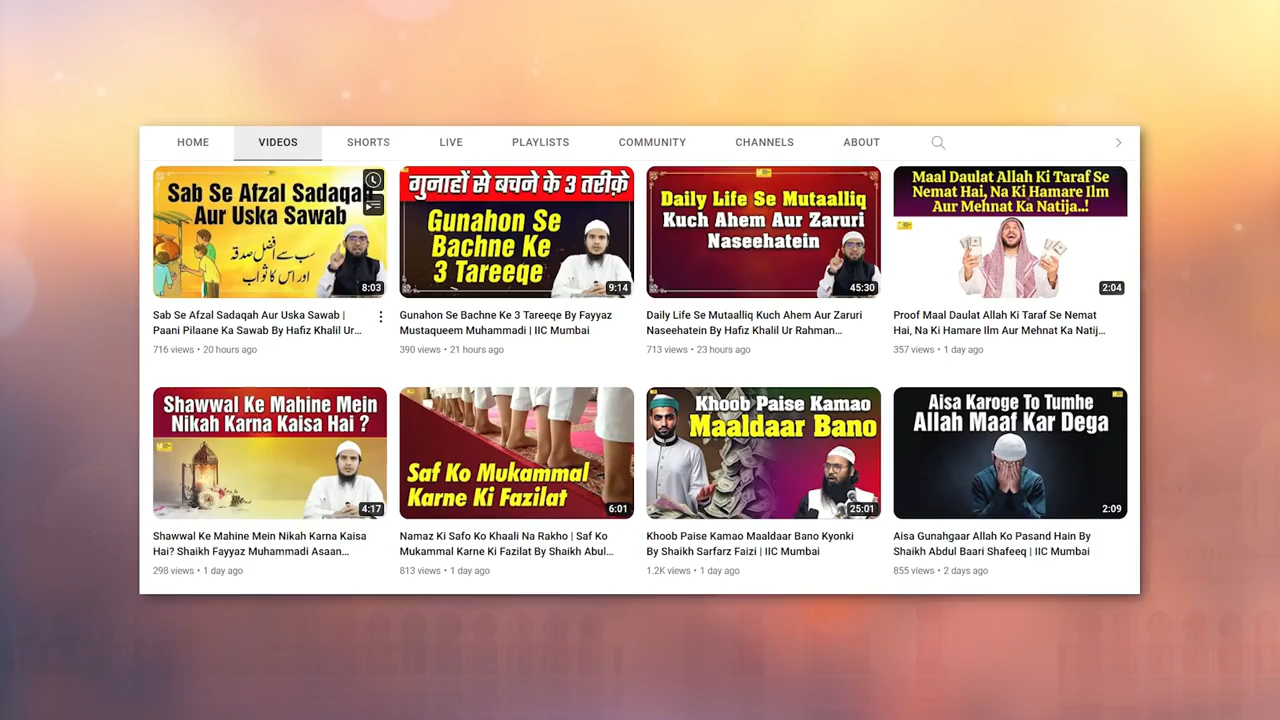 HOME VIDEOS SHORTS LIVE PLAYLISTS COMMUNITY CHANNELS ABOUT
Sab Se Afzal Sadaqah
Aur Uska Sawab
سب سے افضل صدقہ
اور اس کا ثواب
8:03
Sab Se Afzal Sadaqah Aur Uska Sawab |
Paani Pilaane Ka Sawab By Hafiz Khalil Ur...
716 views • 20 hours ago
गुनाहों से बचने के 3 तरीक़े
Gunahon Se
Bachne Ke
3 Tareeqe
9:14
Gunahon Se Bachne Ke 3 Tareeqe By Fayyaz
Mustaqueem Muhammadi | IIC Mumbai
390 views • 21 hours ago
Daily Life Se Mutaalliq
Kuch Ahem Aur Zaruri
Naseehatein
45:30
Daily Life Se Mutaalliq Kuch Ahem Aur Zaruri
Naseehatein By Hafiz Khalil Ur Rahman...
713 views • 23 hours ago
Maal Daulat Allah Ki Taraf Se
Nemat Hai, Na Ki Hamare Ilm
Aur Mehnat Ka Natija..!
2:04
Proof Maal Daulat Allah Ki Taraf Se Nemat
Hai, Na Ki Hamare Ilm Aur Mehnat Ka Natij...
357 views • 1 day ago
Shawwal Ke Mahine Mein
Nikah Karna Kaisa Hai ?
4:17
Shawwal Ke Mahine Mein Nikah Karna Kaisa
Hai? Shaikh Fayyaz Muhammadi Asaan...
298 views • 1 day ago
Saf Ko Mukammal
Karne Ki Fazilat
6:01
Namaz Ki Safo Ko Khaali Na Rakho | Saf Ko
Mukammal Karne Ki Fazilat By Shaikh Abul...
813 views • 1 day ago
Khoob Paise Kamao
Maaldaar Bano
25:01
Khoob Paise Kamao Maaldaar Bano Kyonki
By Shaikh Sarfarz Faizi | IIC Mumbai
1.2K views • 1 day ago
Aisa Karoge To Tumhe
Allah Maaf Kar Dega
2:09
Aisa Gunahgaar Allah Ko Pasand Hain By
Shaikh Abdul Baari Shafeeq | IIC Mumbai
855 views • 2 days ago